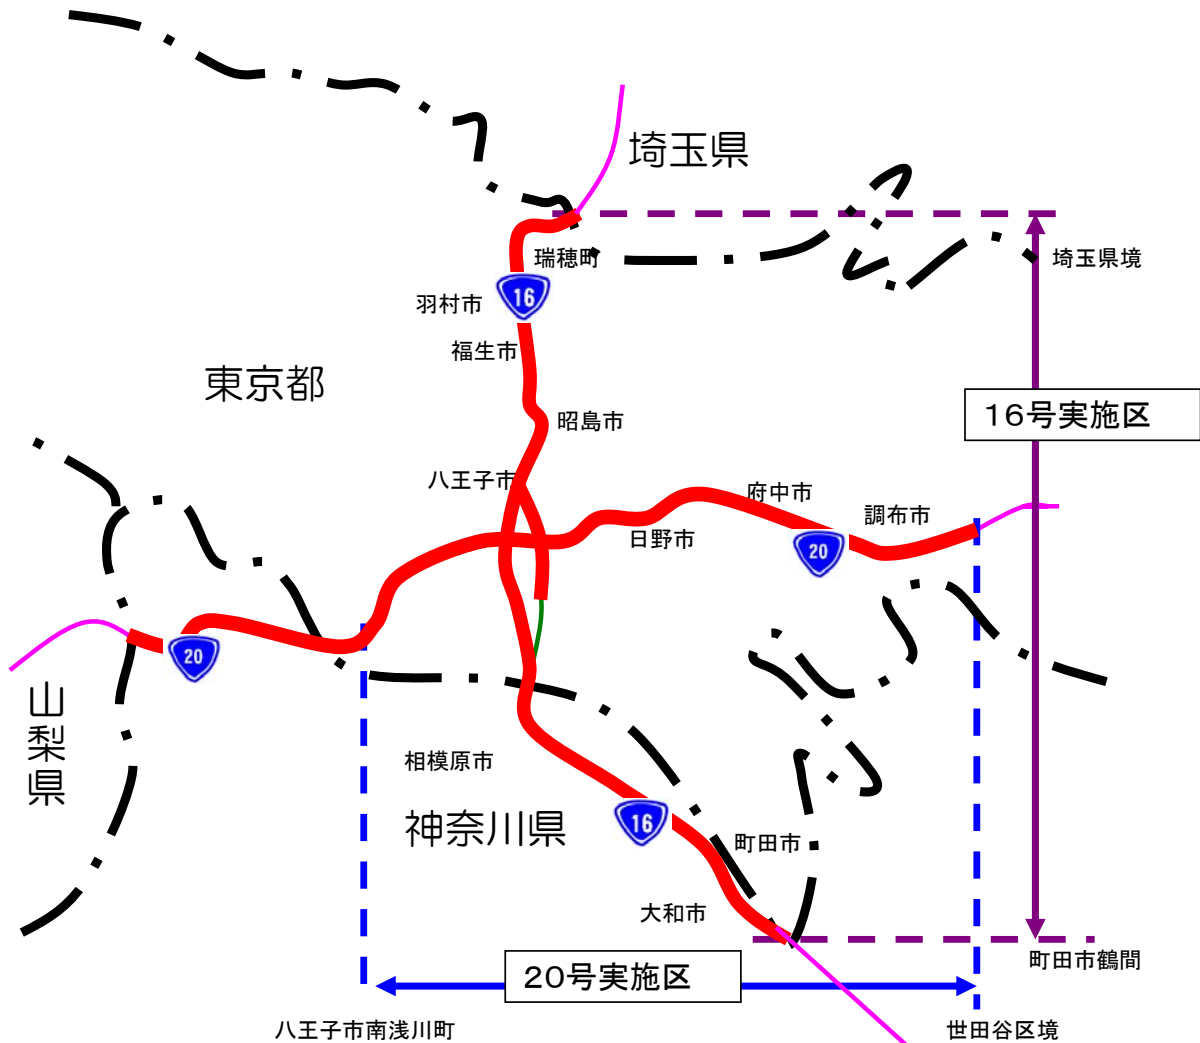 埼玉県
瑞穂町
埼玉県境
16
羽村市
福生市
東京都
16号実施区
昭島市
八王子市
府中市
調布市
日野市
20
20
山梨県
相模原市
神奈川県
16
町田市
大和市
町田市鶴間
20号実施区
八王子市南浅川町
世田谷区境